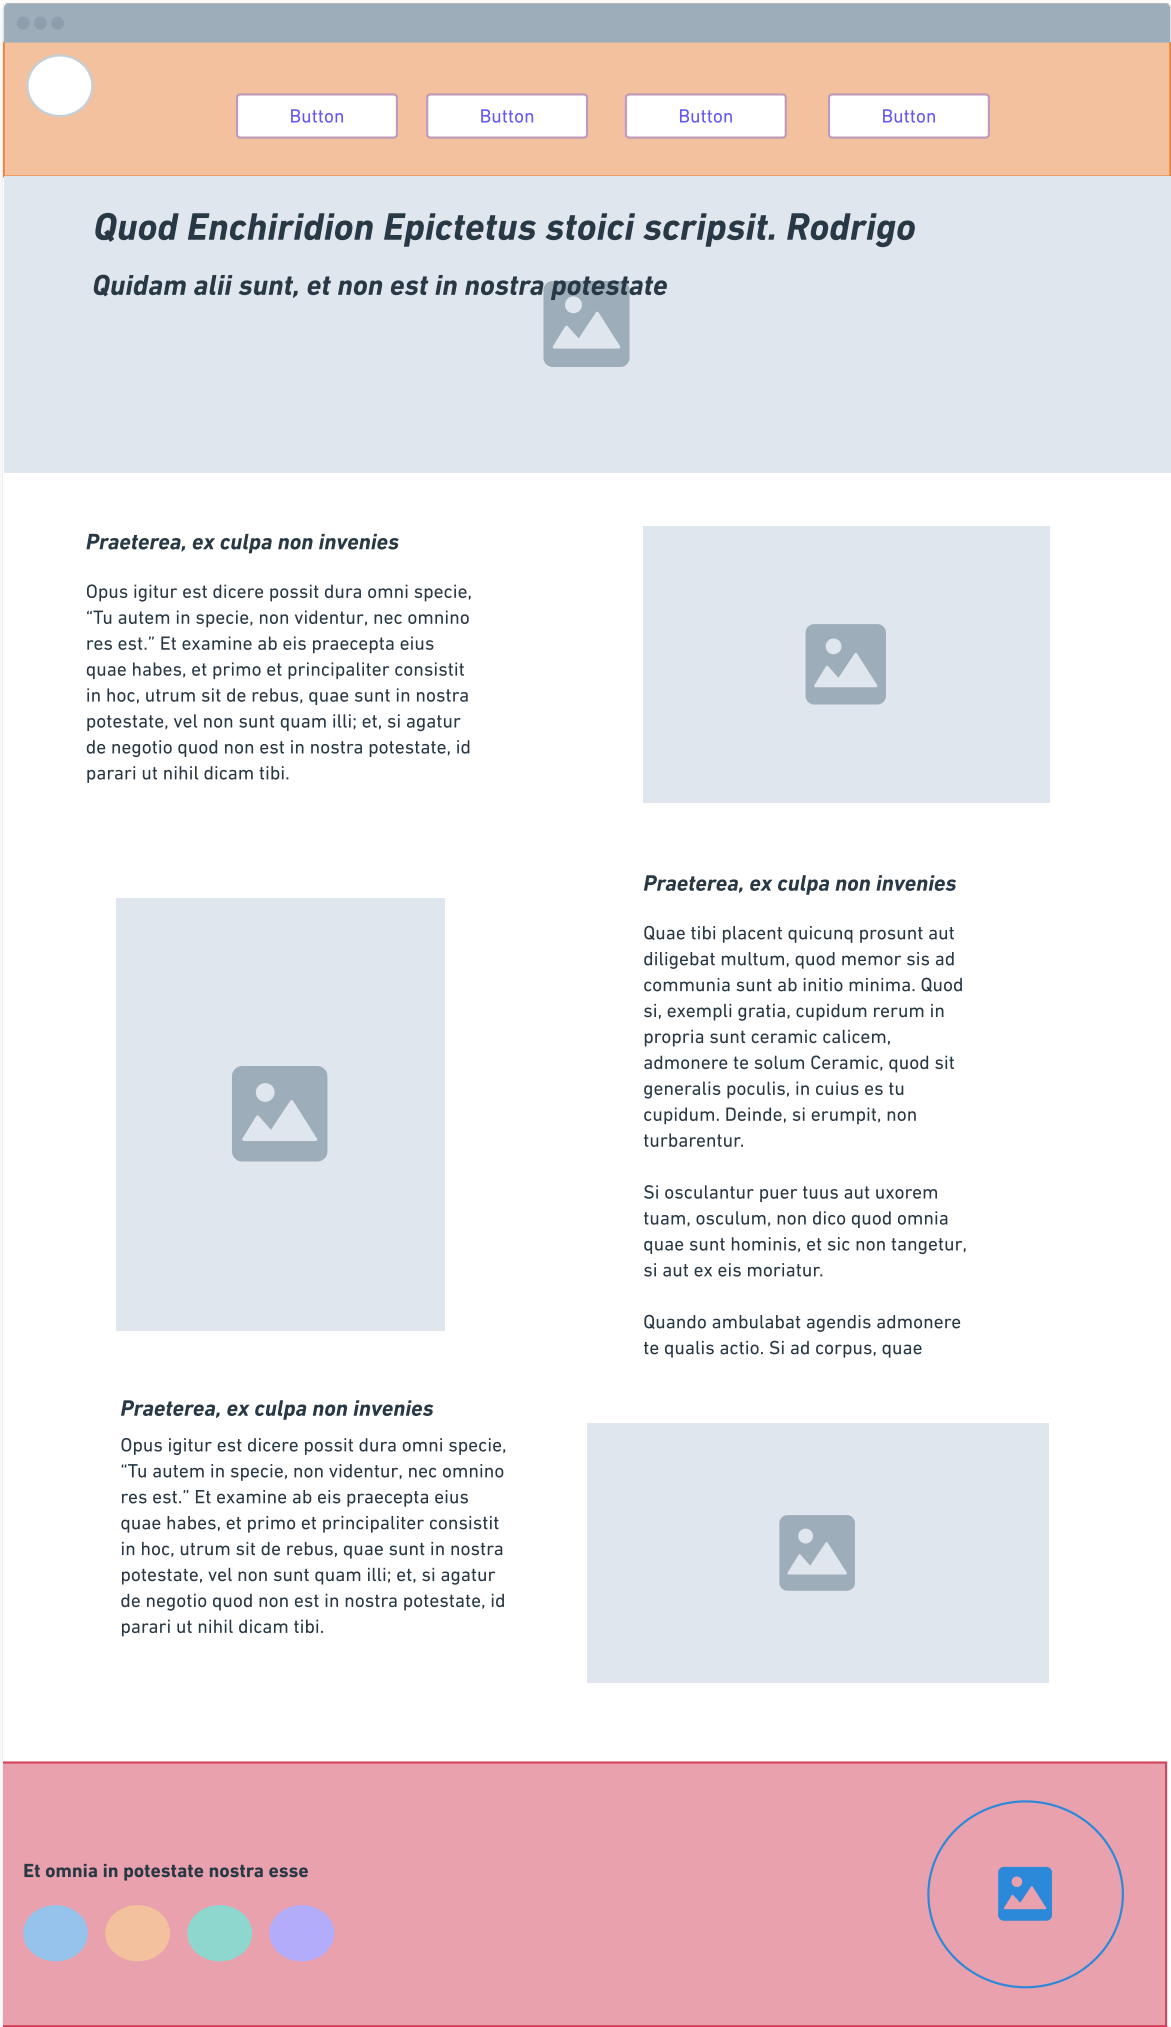 Button
Button
Button
Button
Quod Enchiridion Epictetus stoici scripsit. Rodrigo
Quidam alii sunt, et non est in nostra potestate
Praeterea, ex culpa non invenies
Opus igitur est dicere possit dura omni specie,
“Tu autem in specie, non videntur, nec omnino
res est.” Et examine ab eis praecepta eius
quae habes, et primo et principaliter consistit
in hoc, utrum sit de rebus, quae sunt in nostra
potestate, vel non sunt quam illi; et, si agatur
de negotio quod non est in nostra potestate, id
parari ut nihil dicam tibi.
Praeterea, ex culpa non invenies
Quae tibi placent quicunq prosunt aut
diligebat multum, quod memor sis ad
communia sunt ab initio minima. Quod
si, exempli gratia, cupidum rerum in
propria sunt ceramic calicem,
admonere te solum Ceramic, quod sit
generalis poculis, in cuius es tu
cupidum. Deinde, si erumpit, non
turbarentur.
Si osculantur puer tuus aut uxorem
tuam, osculum, non dico quod omnia
quae sunt hominis, et sic non tangetur,
si aut ex eis moriatur.
Quando ambulabat agendis admonere
te qualis actio. Si ad corpus, quae
Praeterea, ex culpa non invenies
Opus igitur est dicere possit dura omni specie,
“Tu autem in specie, non videntur, nec omnino
res est.” Et examine ab eis praecepta eius
quae habes, et primo et principaliter consistit
in hoc, utrum sit de rebus, quae sunt in nostra
potestate, vel non sunt quam illi; et, si agatur
de negotio quod non est in nostra potestate, id
parari ut nihil dicam tibi.
Et omnia in potestate nostra esse